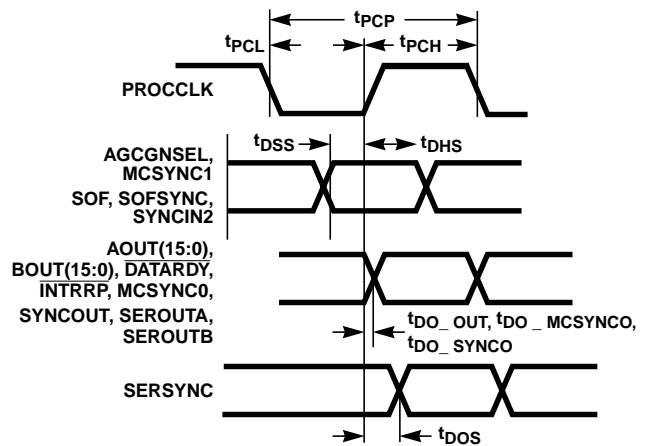 tPCP
tPCL
tPCH
PROCCLK
tDSS
tDHS
AGCGNSEL,
MCSYNC1
SOF, SOFSYNC,
SYNCIN2
AOUT(15:0),
BOUT(15:0), DATARDY,
INTRRP, MCSYNC0,
SYNCOUT, SEROUTA,
SEROUTB
tDO_ OUT, tDO _ MCSYNCO,
tDO_ SYNCO
SERSYNC
tDOS